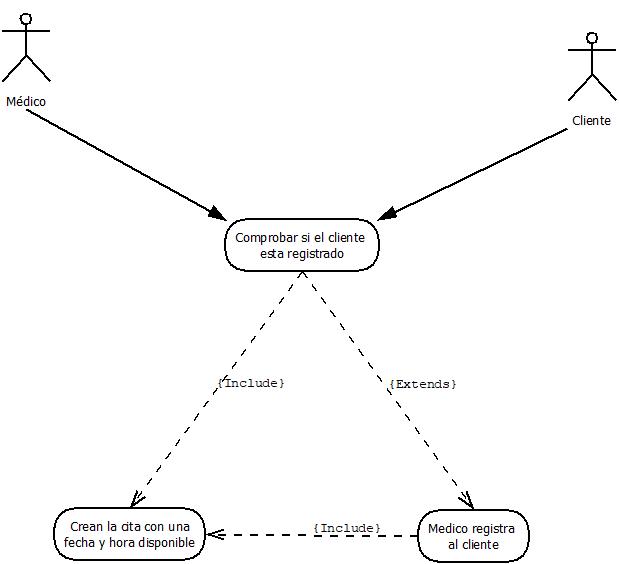 Médico
Cliente
Comprobar si el cliente
esta registrado
{Include}
{Extends}
Crean la cita con una
fecha y hora disponible
{Include}
Medico registra
al cliente